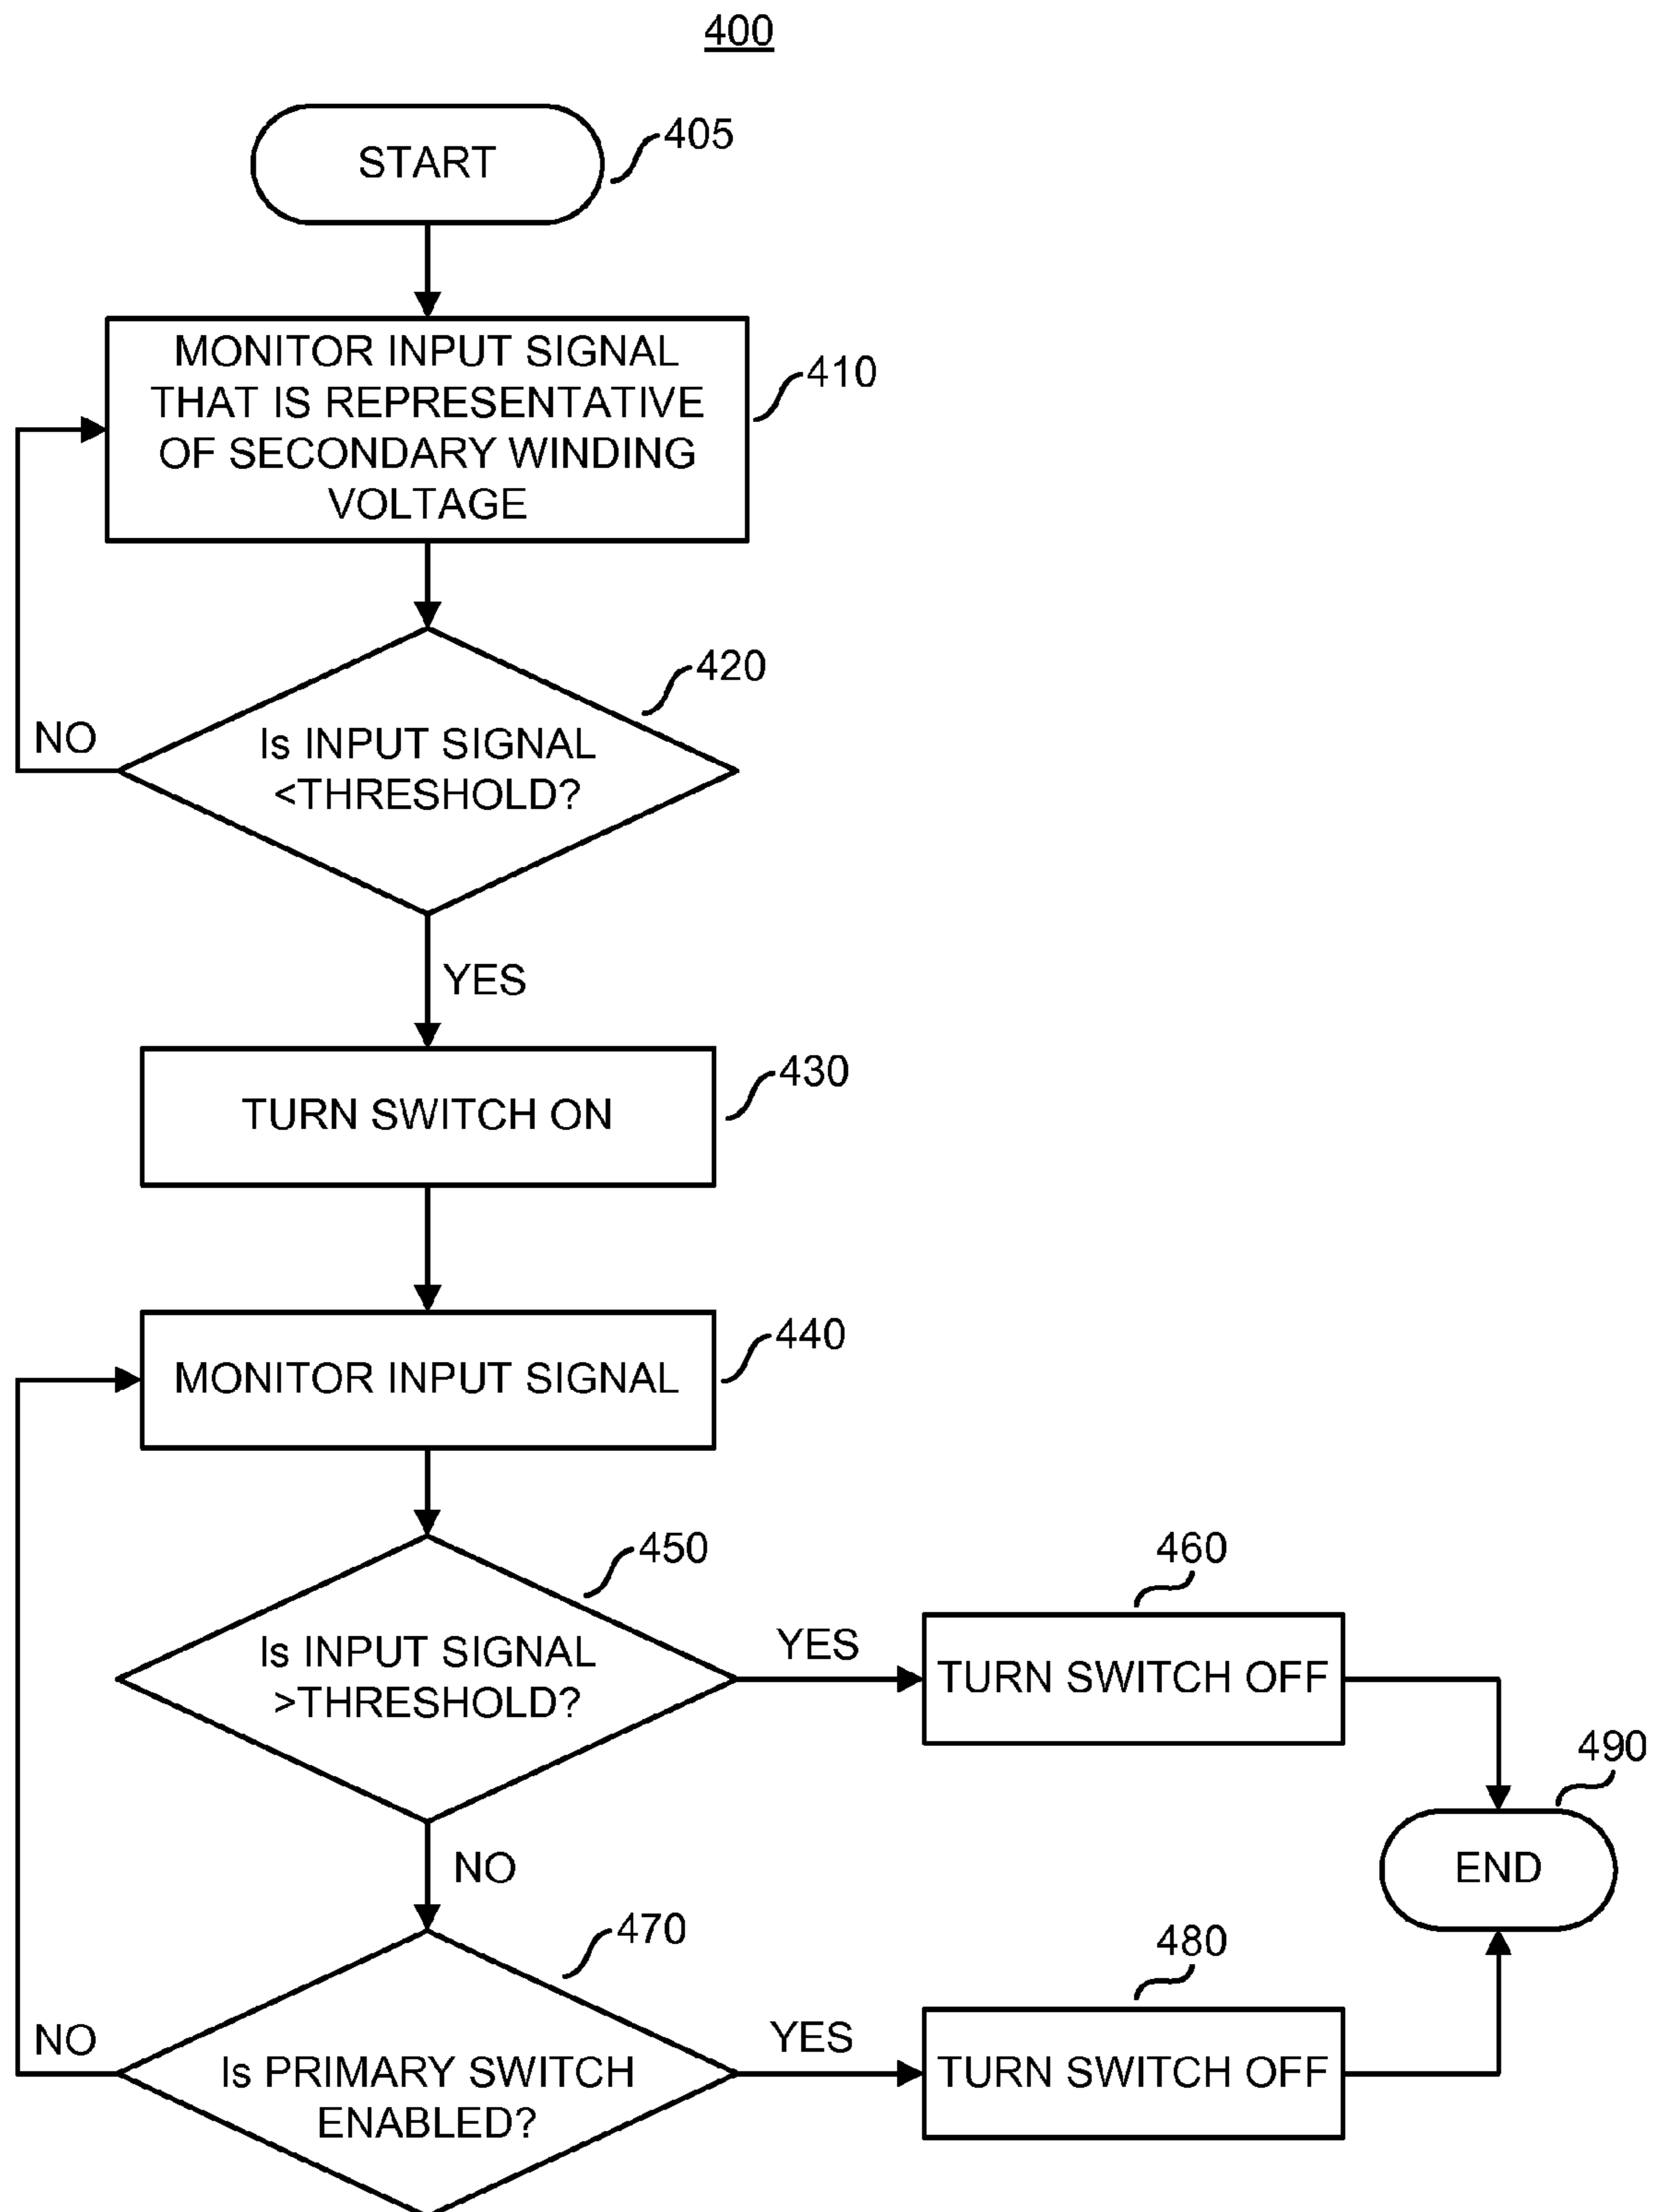 400
START
405
MONITOR INPUT SIGNAL
THAT IS REPRESENTATIVE
OF SECONDARY WINDING
VOLTAGE
410
420
NO
Is INPUT SIGNAL
<THRESHOLD?
YES
430
TURN SWITCH ON
440
MONITOR INPUT SIGNAL
450
460
Is INPUT SIGNAL
>THRESHOLD?
YES
TURN SWITCH OFF
490
NO
END
470
480
NO
Is PRIMARY SWITCH
ENABLED?
YES
TURN SWITCH OFF